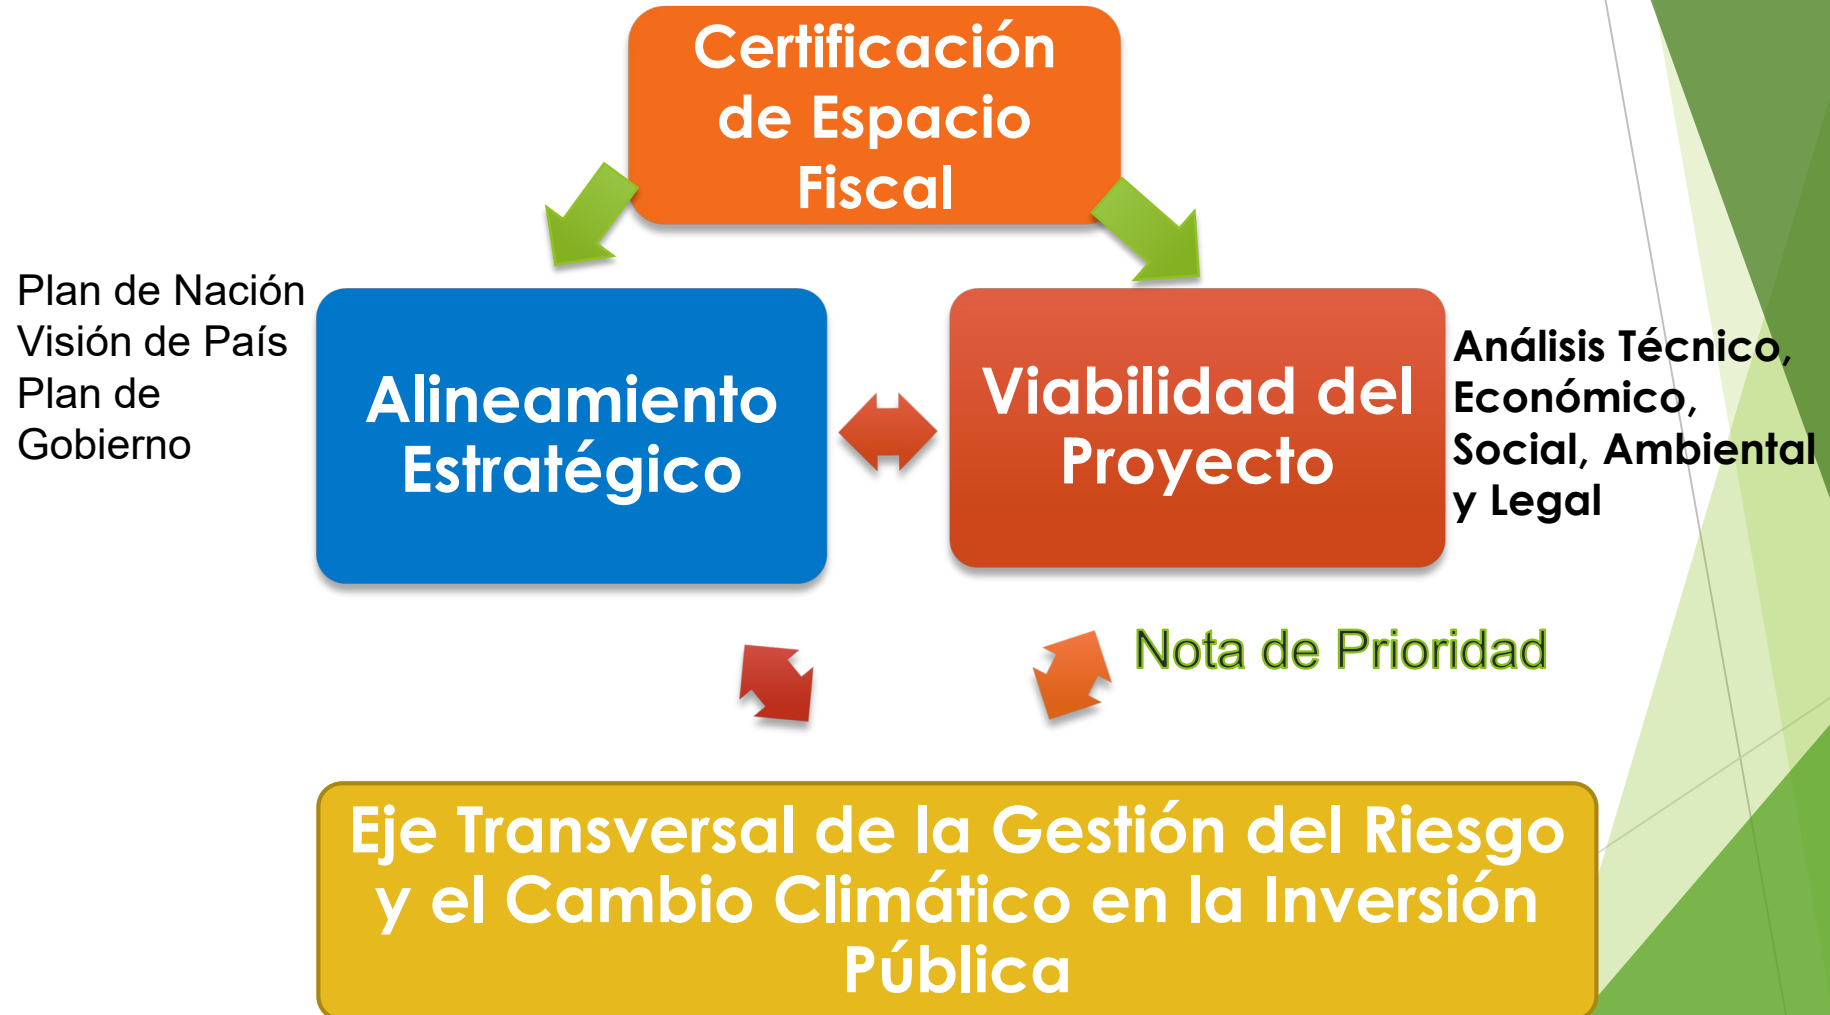 Certificación
de Espacio
Fiscal
Plan de Nación
Visión de País
Plan de
Gobierno
Alineamiento
Estratégico
Viabilidad del
Proyecto
Análisis Técnico,
Económico,
Social, Ambiental
y Legal
Nota de Prioridad
Eje Transversal de la Gestión del Riesgo
y el Cambio Climático en la Inversión
Pública